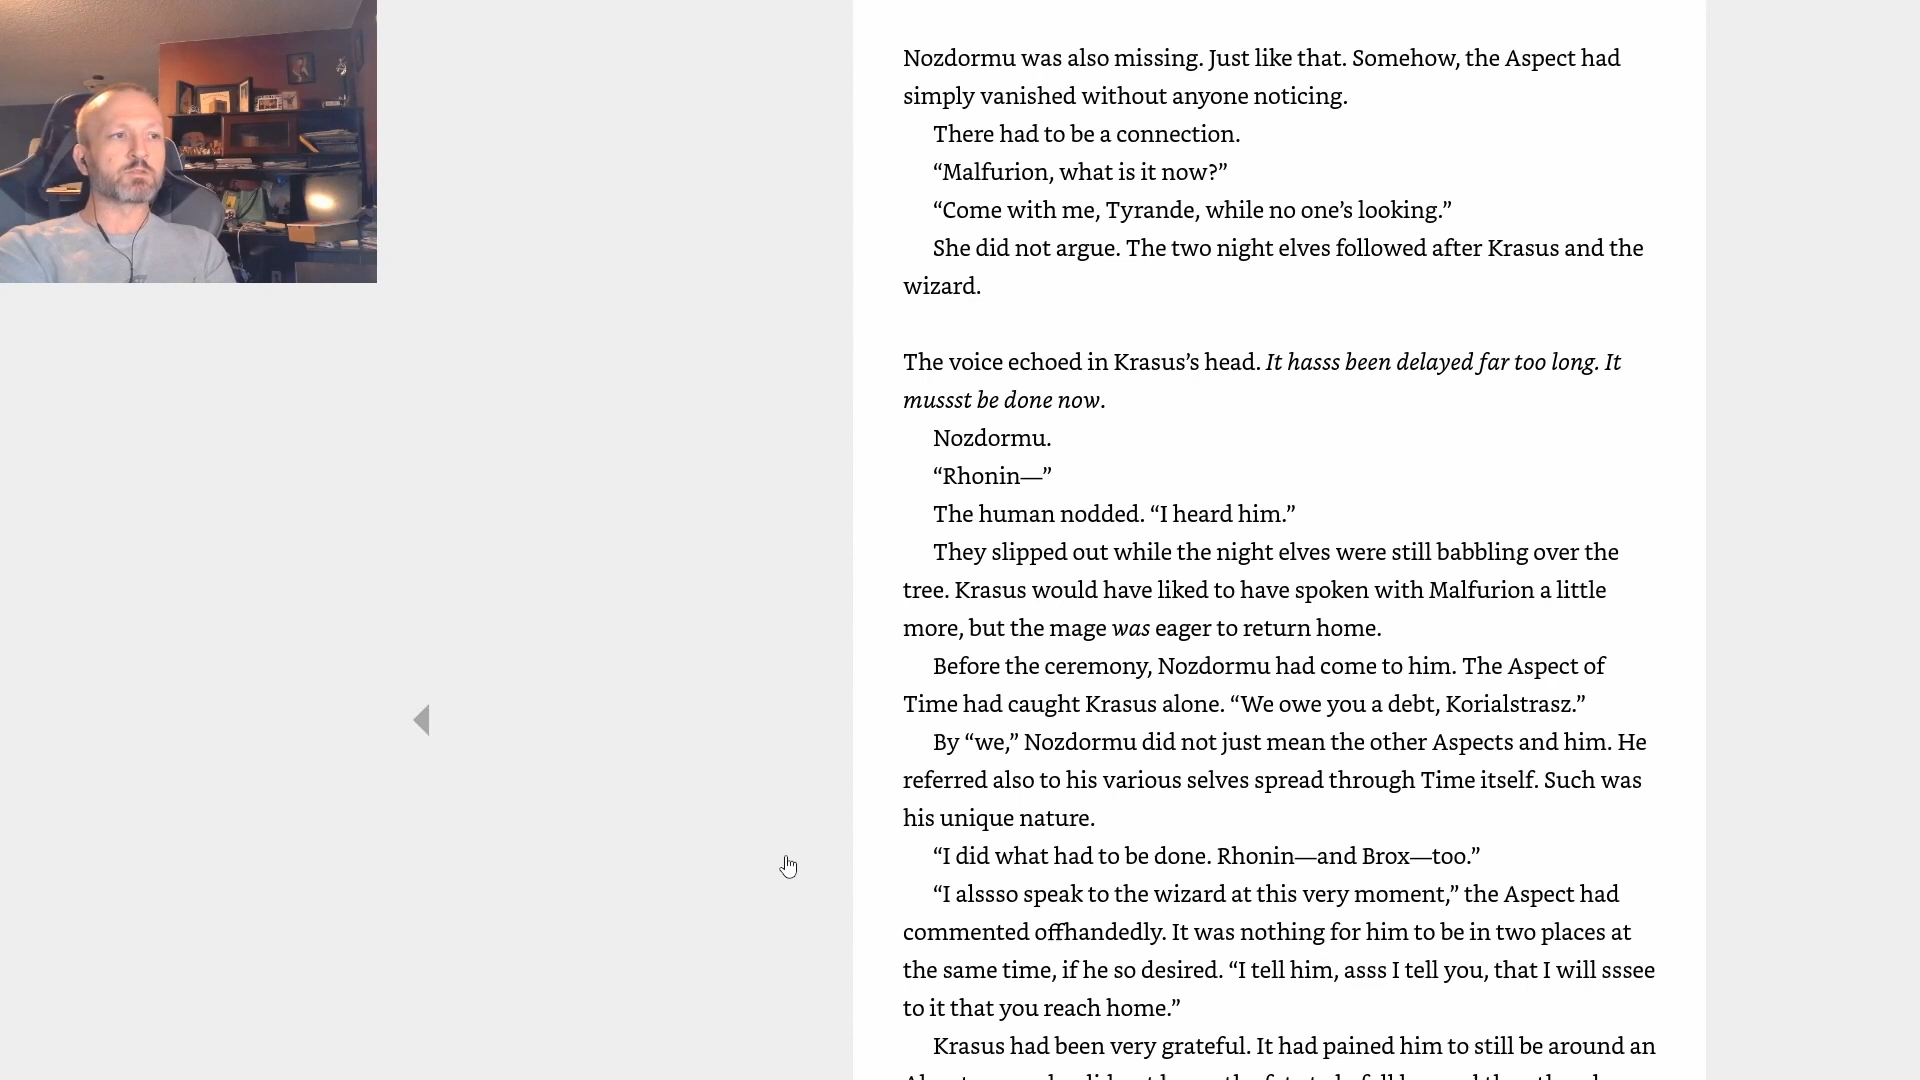 Nozdormu was also missing. Just like that. Somehow, the Aspect had
simply vanished without anyone noticing.
There had to be a connection.
“Malfurion, what is it now?”
“Come with me, Tyrande, while no one’s looking.”
She did not argue. The two night elves followed after Krasus and the
wizard.
The voice echoed in Krasus’s head. It hasss been delayed far too long. It
mussst be done now.
Nozdormu.
“Rhonin—”
The human nodded. “I heard him.”
They slipped out while the night elves were still babbling over the
tree. Krasus would have liked to have spoken with Malfurion a little
more, but the mage was eager to return home.
Before the ceremony, Nozdormu had come to him. The Aspect of
Time had caught Krasus alone. “We owe you a debt, Korialstrasz.”
By “we,” Nozdormu did not just mean the other Aspects and him. He
referred also to his various selves spread through Time itself. Such was
his unique nature.
“I did what had to be done. Rhonin—and Brox—too.”
“I alssso speak to the wizard at this very moment,” the Aspect had
commented offhandedly. It was nothing for him to be in two places at
the same time, if he so desired. “I tell him, asss I tell you, that I will sssee
to it that you reach home.”
Krasus had been very grateful. It had pained him to still be around an